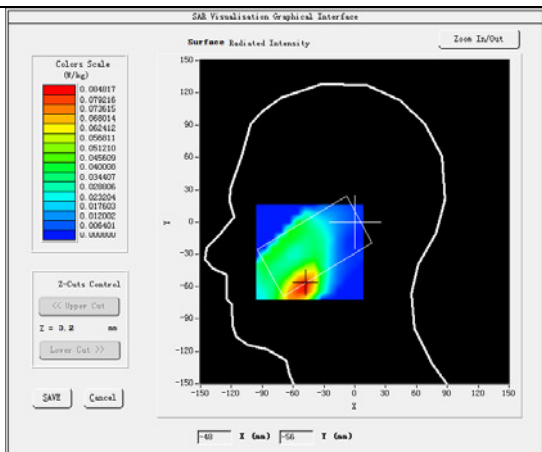 SAR Visualisation Graphical Interface
Surface Radiated Intensity
Zoom In/Out
Colors Scale
(W/kg)
0.084817
0.079216
0.073615
0.068014
0.062412
0.056811
0.051210
0.045609
0.040008
0.034407
0.028806
0.023204
0.017603
0.012002
0.006401
0.000000
Z-Cuts Control
<< Upper Cut
Z = 3.2 mm
Lower Cut >>
SAVE Cancel
150
120
90
60
30
0
-30
-60
-90
-120
-150
Y
-150 -120 -90 -60 -30 0 30 60 90 120 150
X
-48 X (mm) -56 Y (mm)